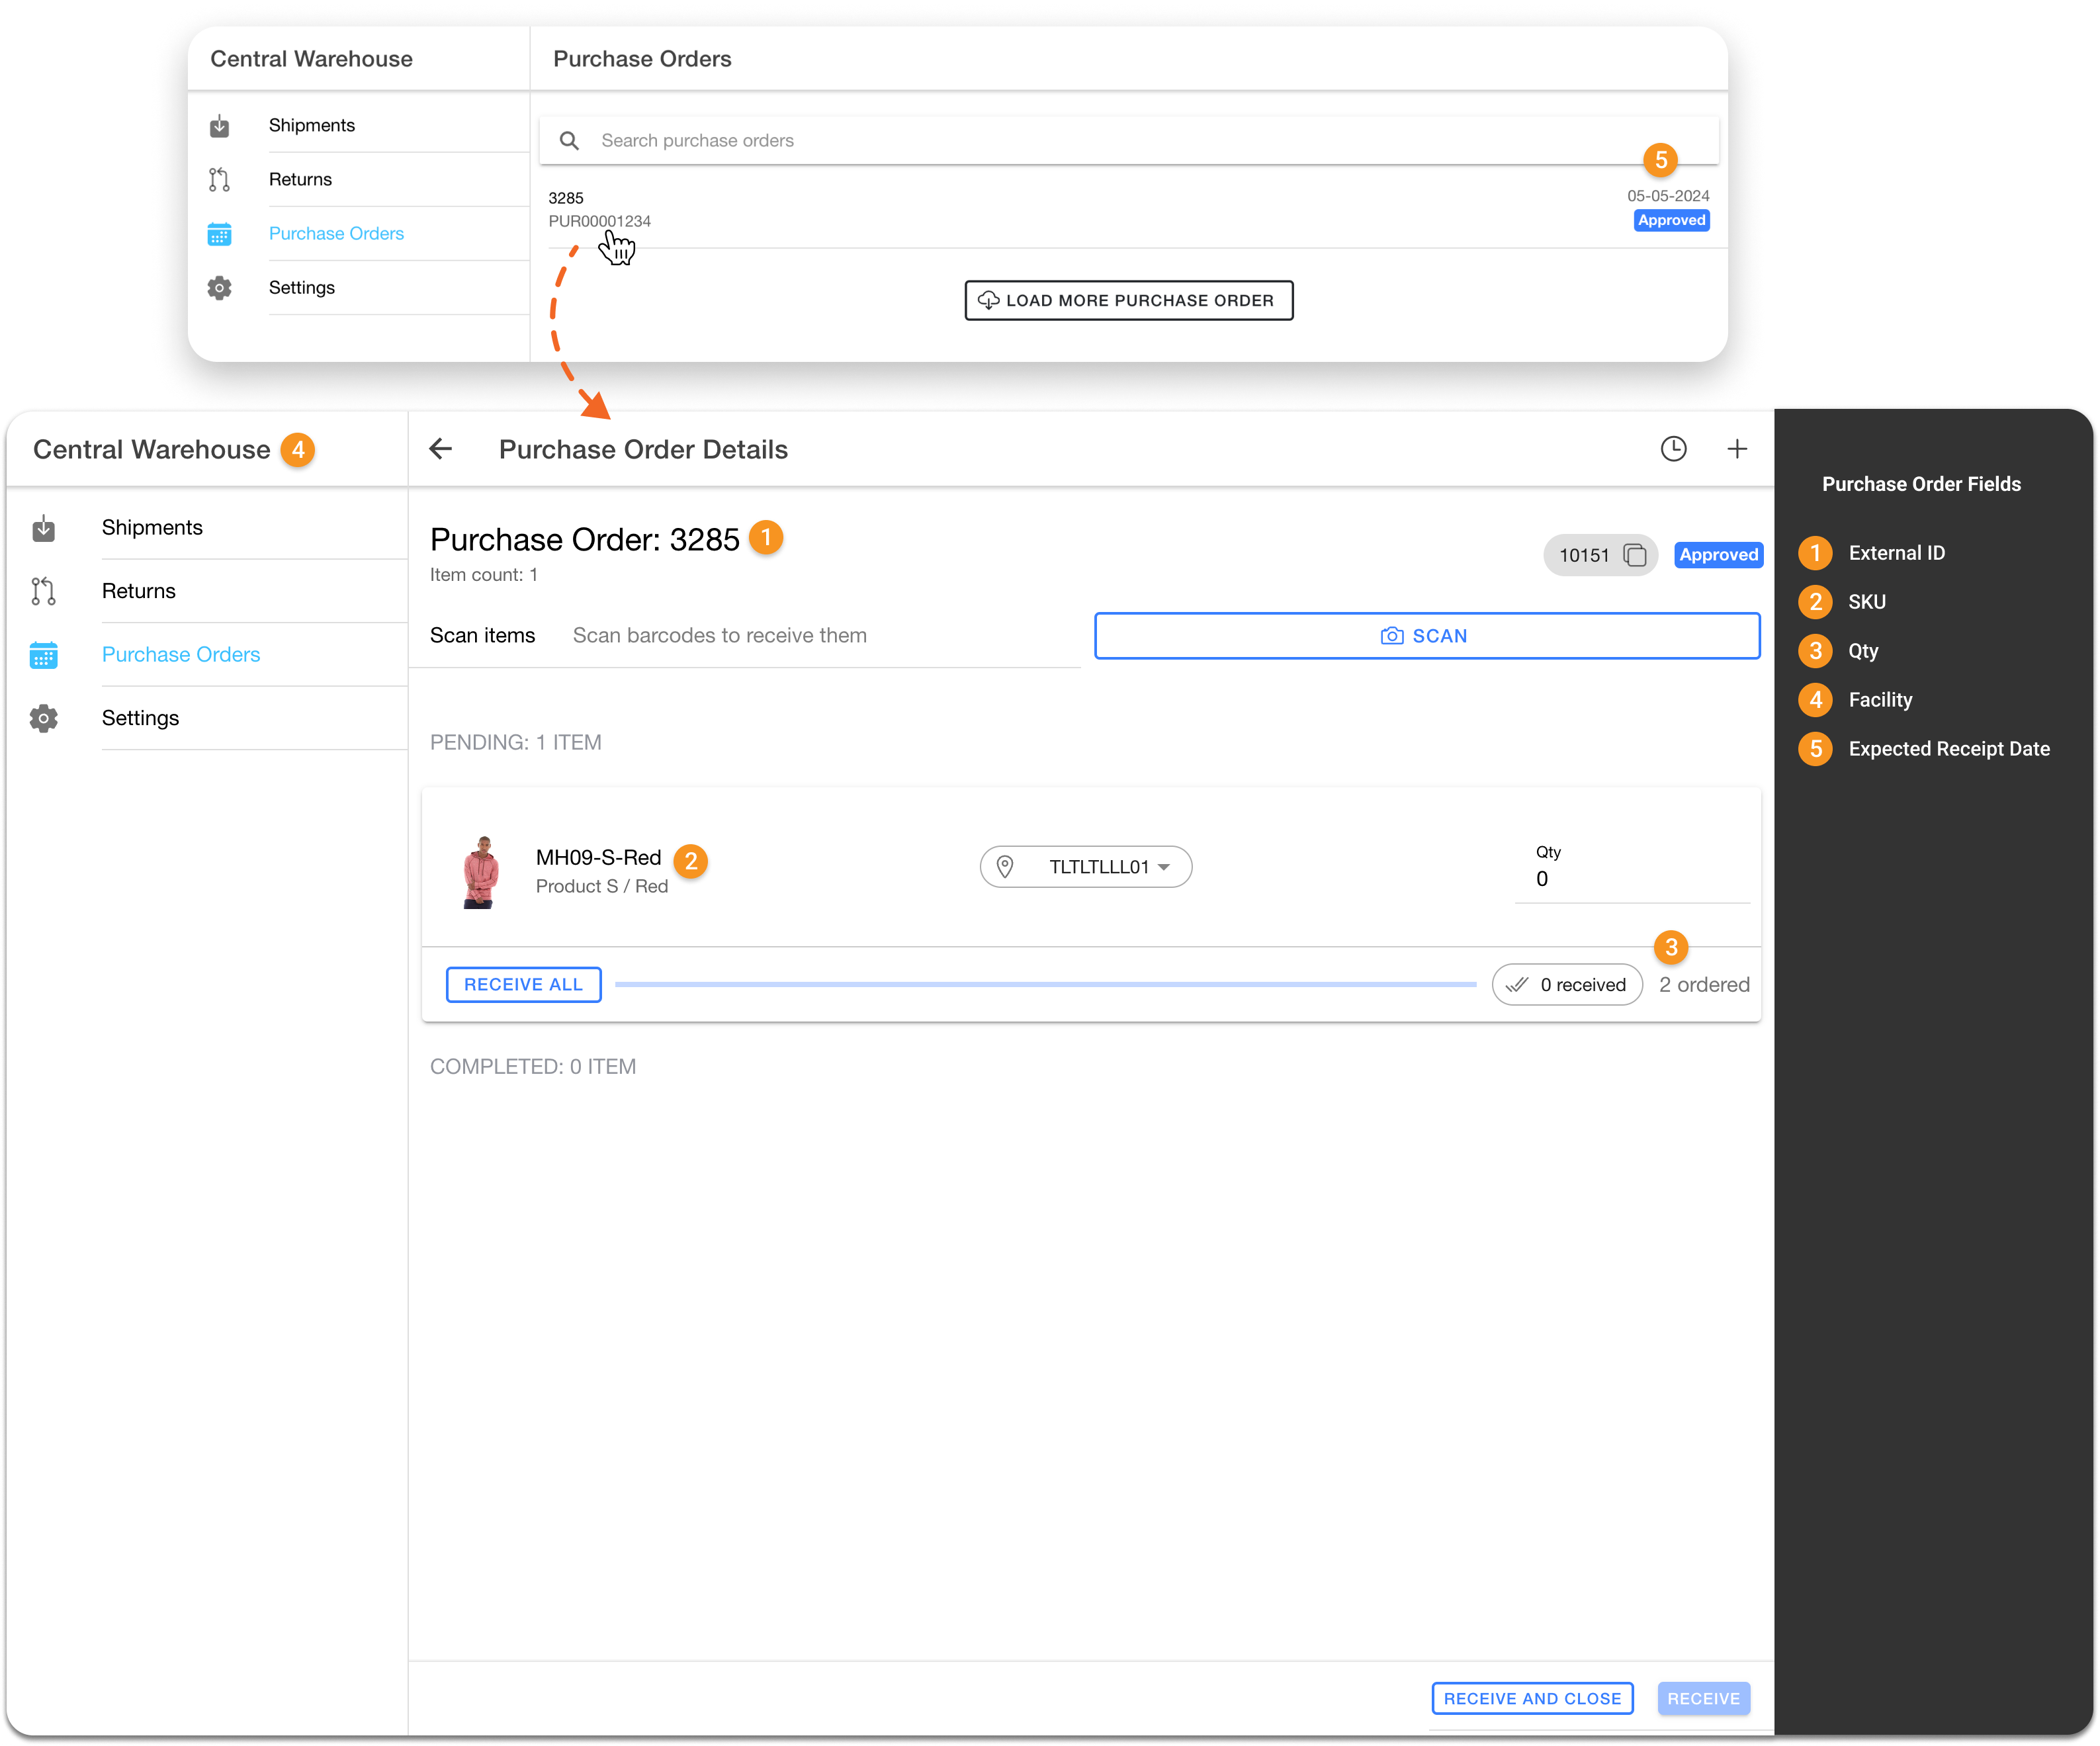 Central Warehouse
Purchase Orders
Shipments
Returns
Purchase Orders
Settings
Search purchase orders
5
3285
05-05-2024
PUR00001234
Approved
LOAD MORE PURCHASE ORDER
Central Warehouse 4
Shipments
Returns
Purchase Orders
Settings
Purchase Order Details
Purchase Order: 3285 1
Item count: 1
10151
Approved
Scan items Scan barcodes to receive them
SCAN
PENDING: 1 ITEM
MH09-S-Red 2
Product S / Red
TLTLTLLL01
Qty
0
3
RECEIVE ALL
0 received
2 ordered
COMPLETED: 0 ITEM
RECEIVE AND CLOSE
RECEIVE
Purchase Order Fields
1 External ID
2 SKU
3 Qty
4 Facility
5 Expected Receipt Date